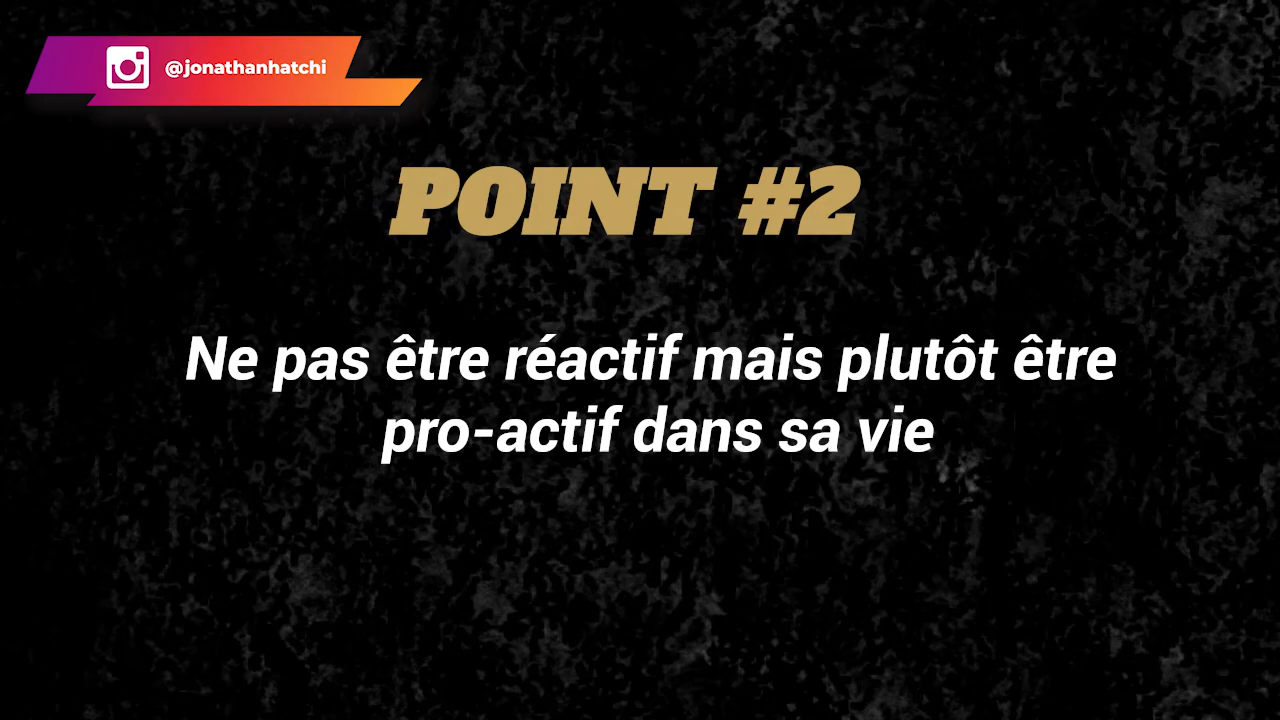 @jonathanhatchi
POINT #2
Ne pas être réactif mais plutôt être
pro-actif dans sa vie